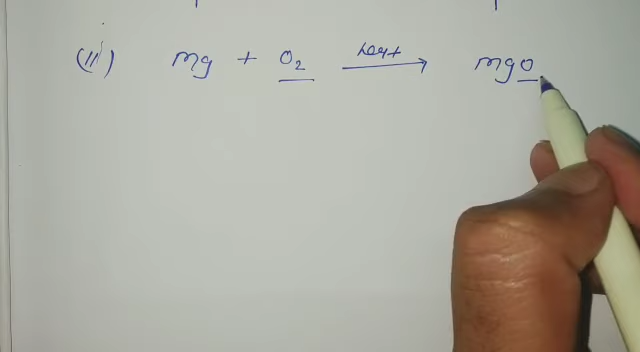 (ii) Mg + O₂ heat → MgO